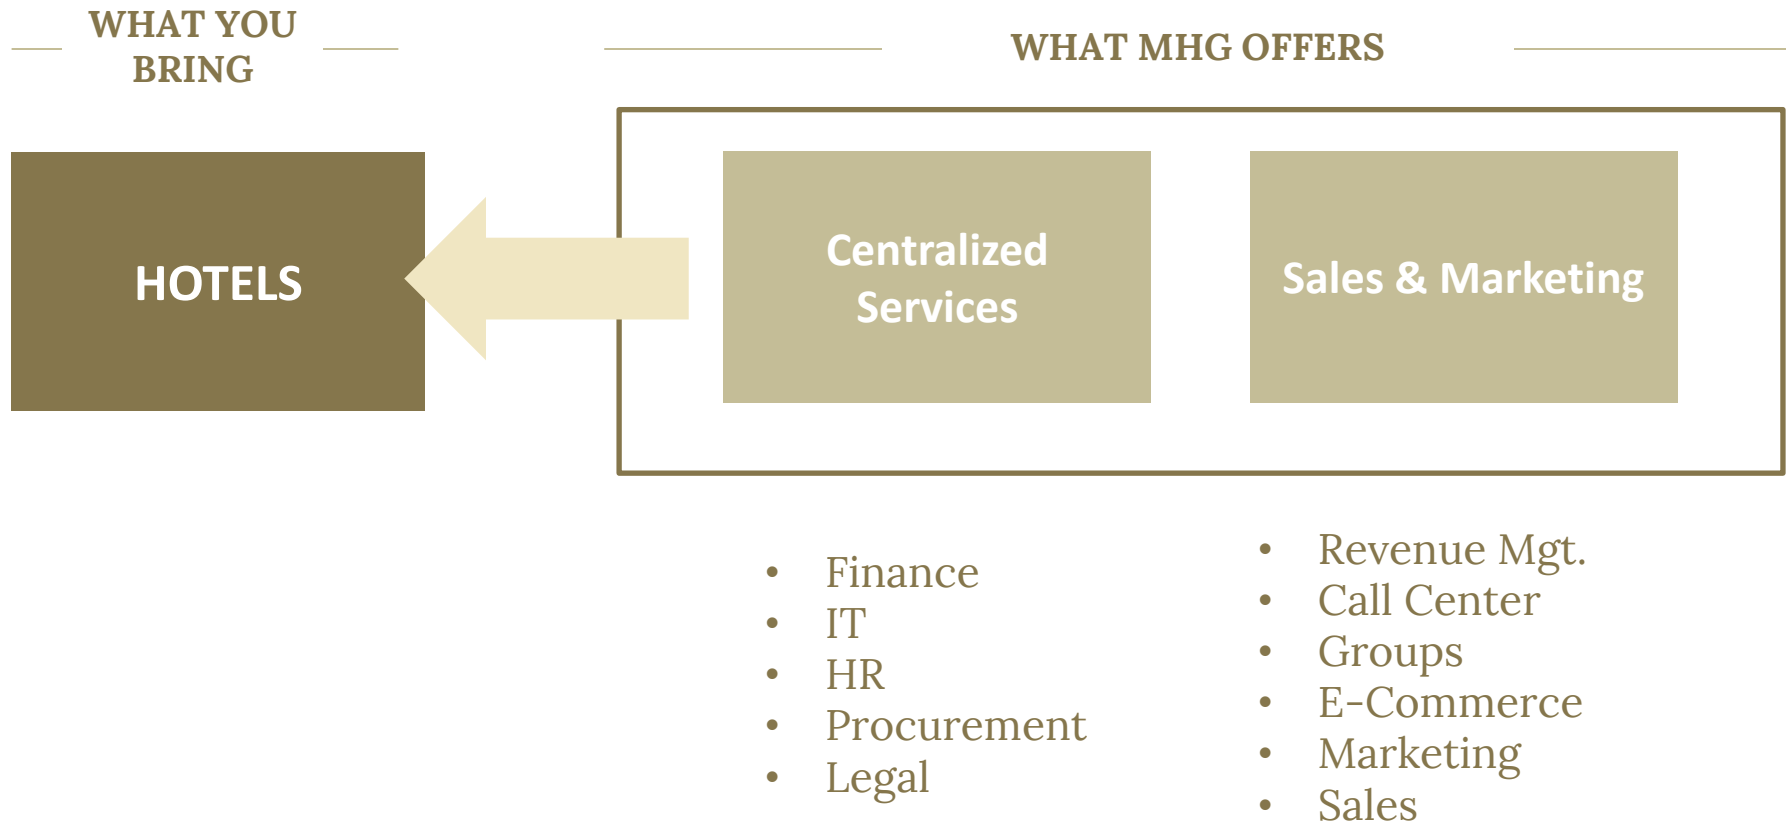 WHAT YOU
BRING
WHAT MHG OFFERS
HOTELS
Centralized
Services
Sales & Marketing
• Finance
• IT
• HR
• Procurement
• Legal
• Revenue Mgt.
• Call Center
• Groups
• E-Commerce
• Marketing
• Sales